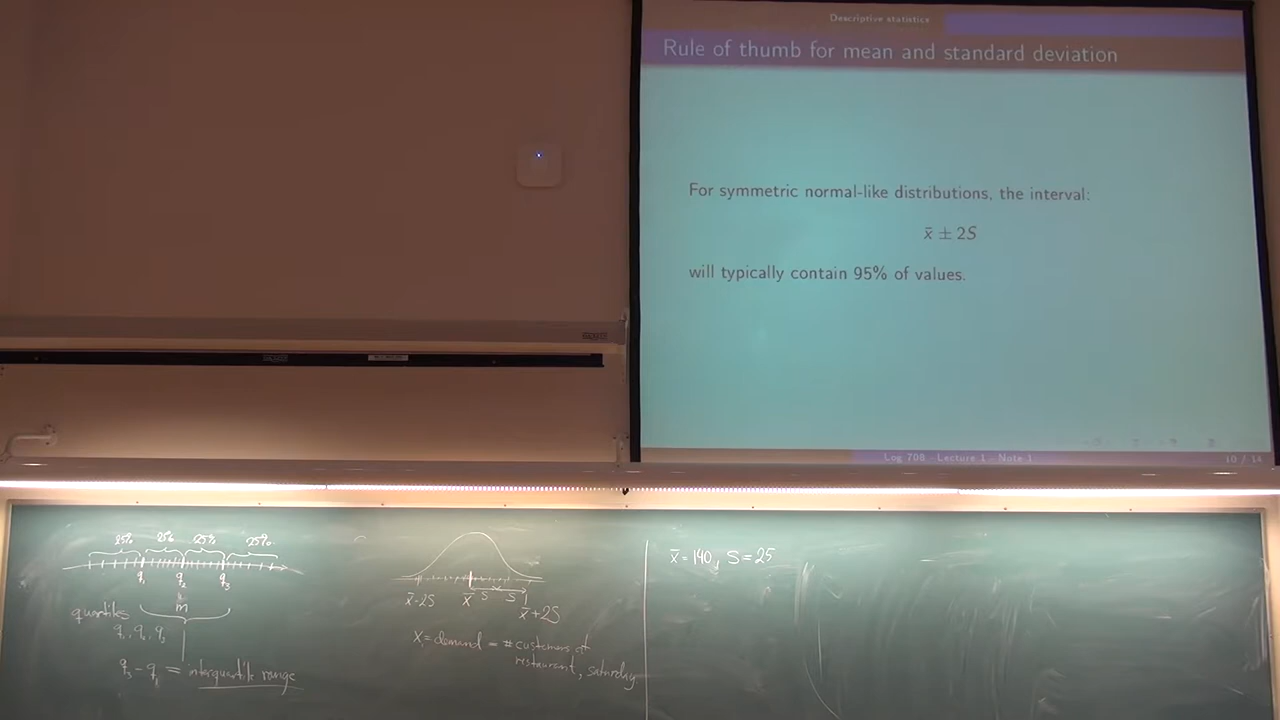 Descriptive statistics
Rule of thumb for mean and standard deviation
For symmetric normal-like distributions, the interval:
x̄ ± 2S
will typically contain 95% of values.
Log 708 - Lecture 1 - Note 1
10 / 14
25% 25% 25% 25%
q₁ q₂ q₃
m
quartiles
q₁, q₂, q₃
q₃ - q₁ = interquartile range
S S
x̄-2S x̄ x̄+2S
X = demand = # customers at
restaurant, saturday
x̄ = 140, S = 25